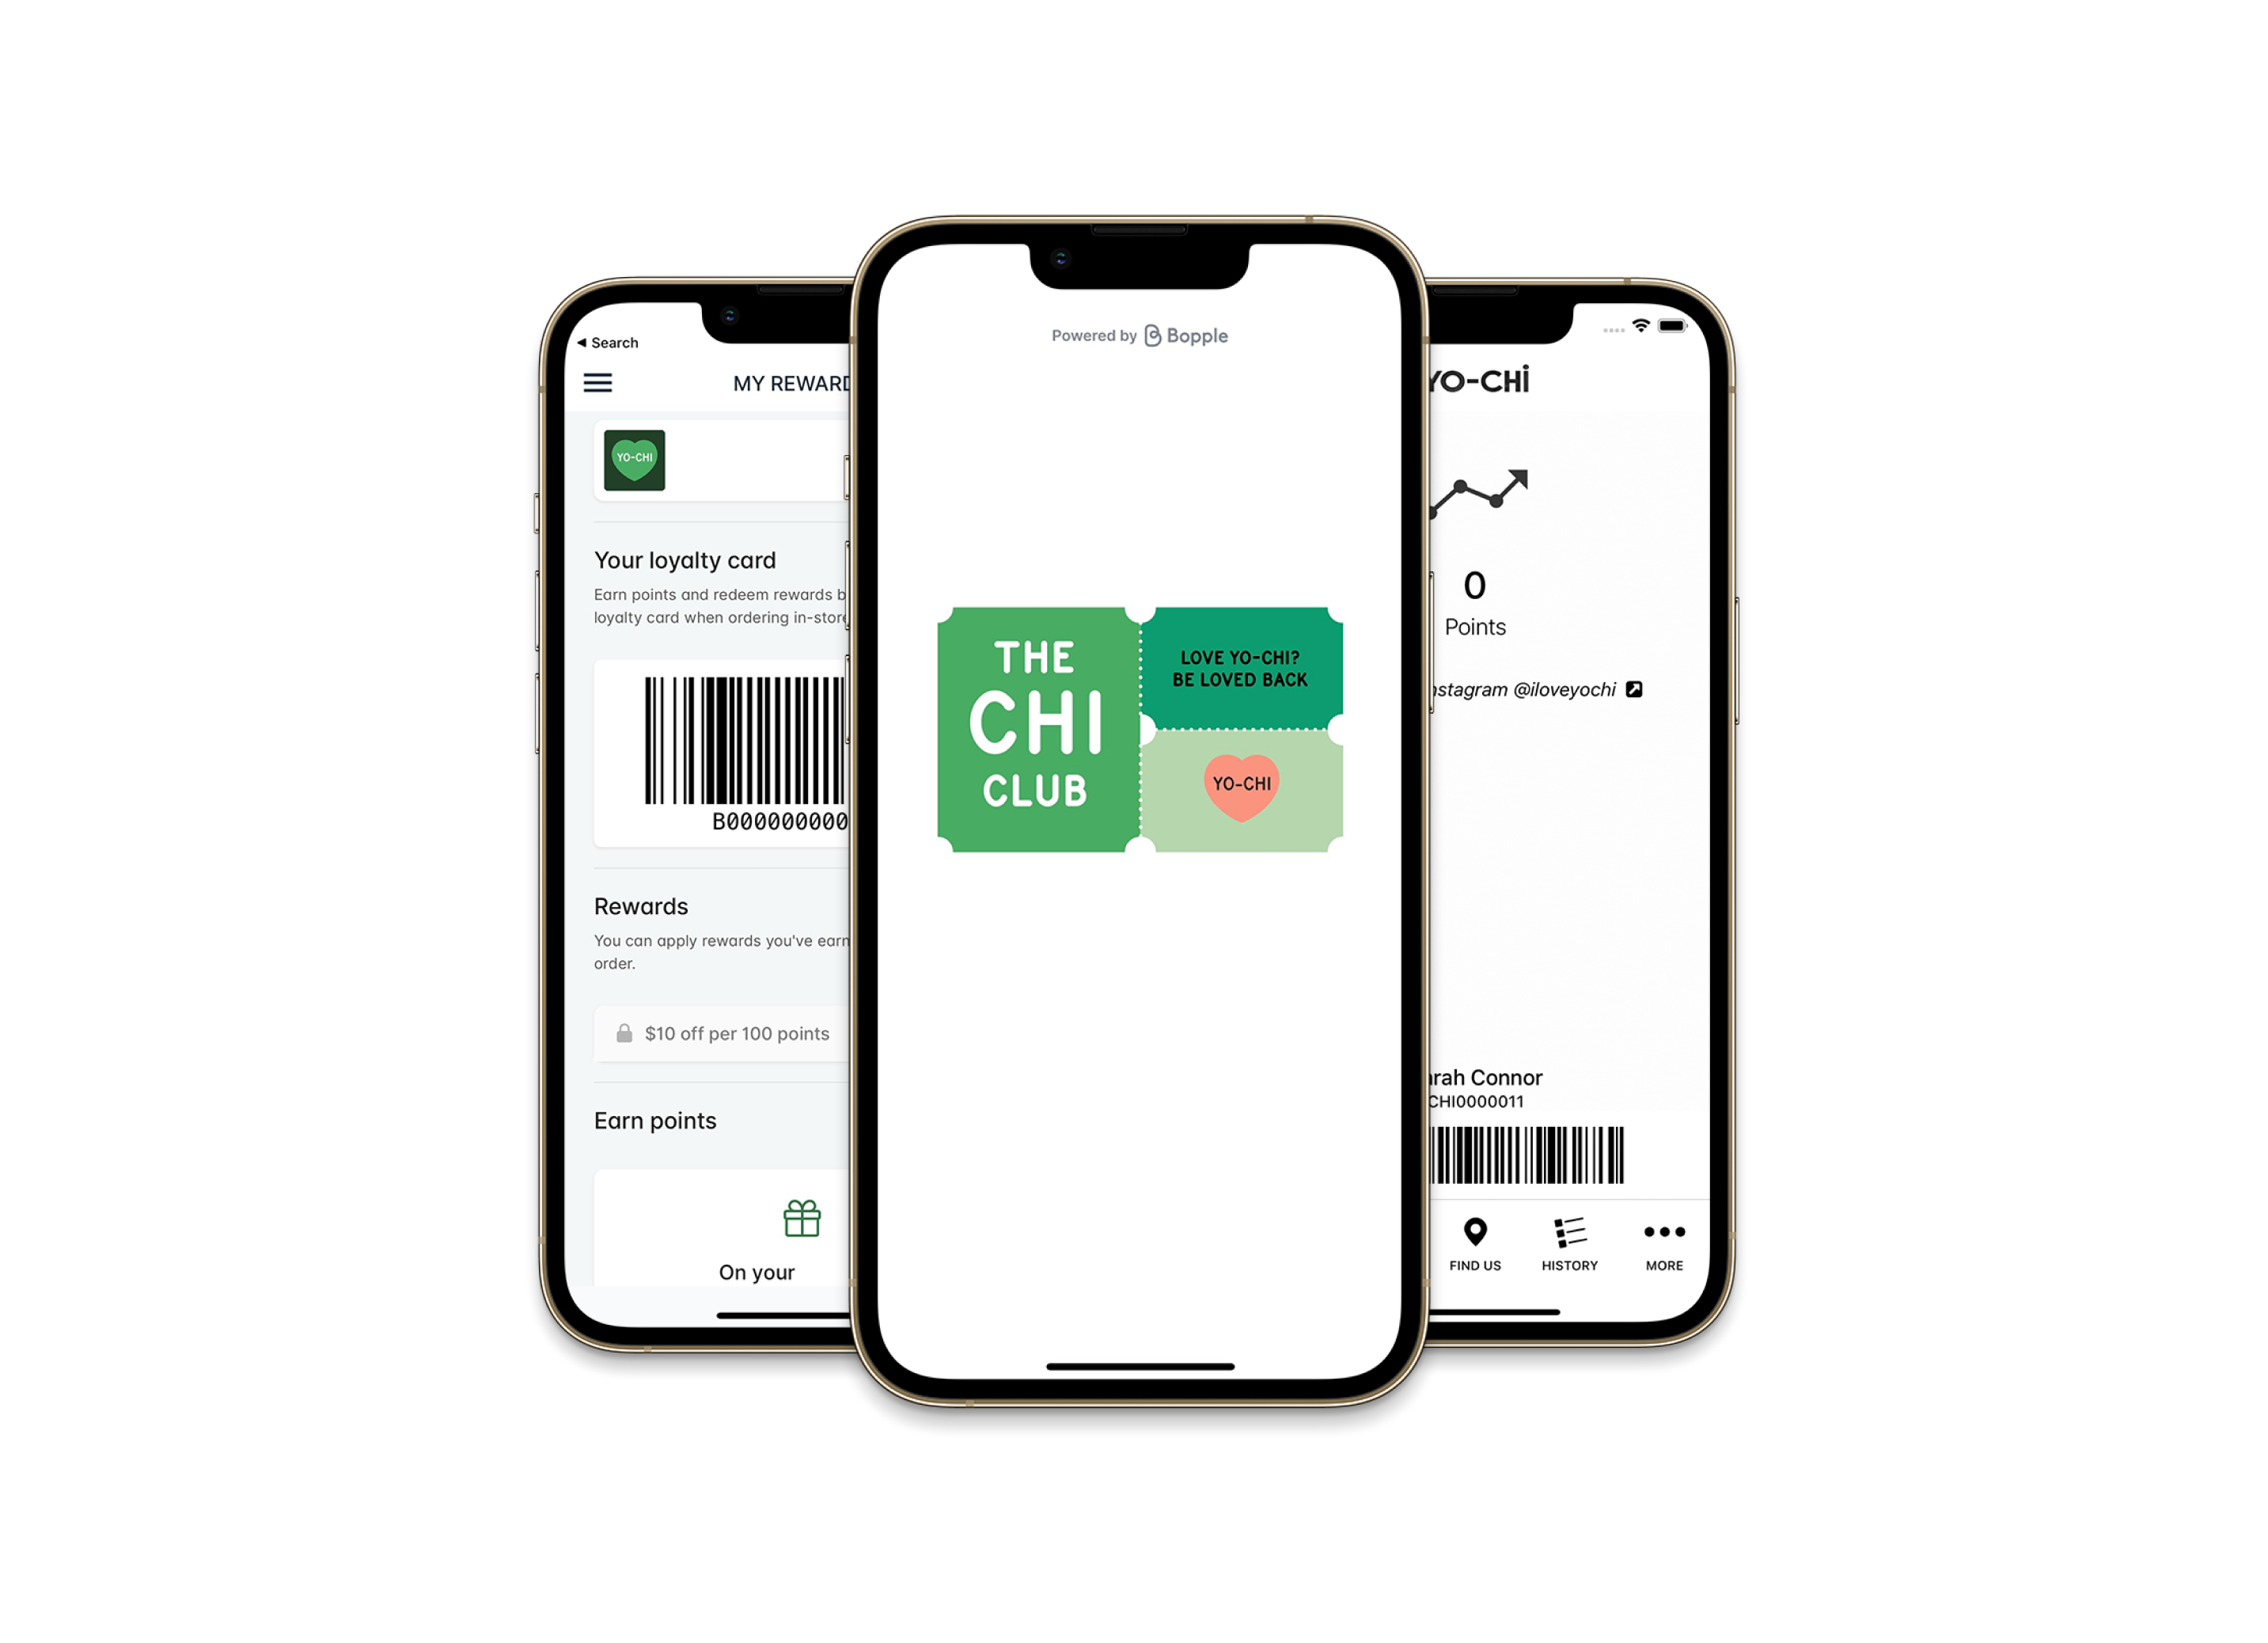 Search
MY REWARD
YO-CHI
Your loyalty card
Earn points and redeem rewards b
loyalty card when ordering in-store
B000000000
Rewards
You can apply rewards you've earn
order.
$10 off per 100 points
Earn points
On your
Powered by Bopple
THE
CHI
CLUB
LOVE YO-CHI?
BE LOVED BACK
YO-CHI
YO-CHi
0
Points
nstagram @iloveyochi
arah Connor
CHI0000011
FIND US
HISTORY
MORE